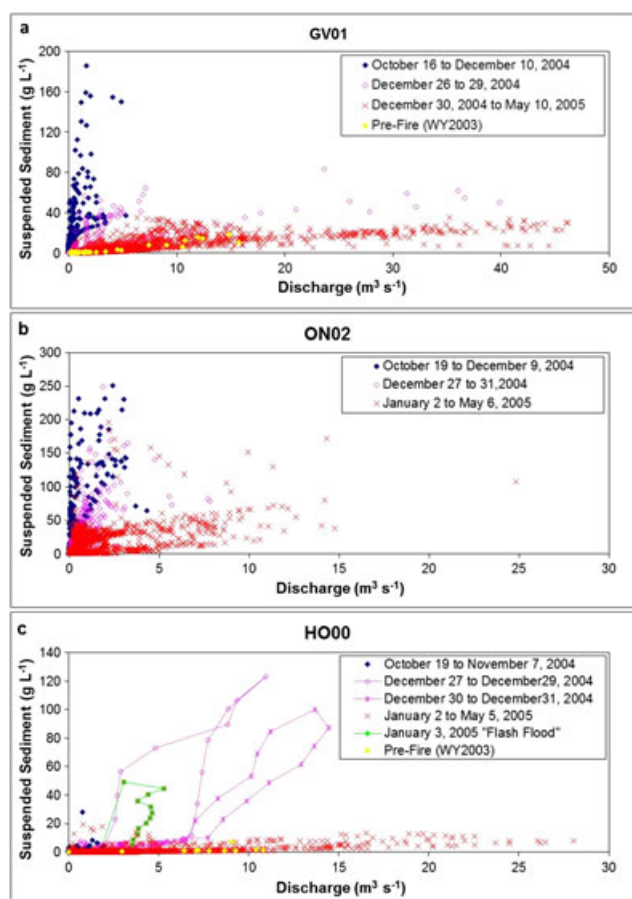 a
GV01
Suspended Sediment (g L-1)
200
160
120
80
40
0
October 16 to December 10, 2004
December 26 to 29, 2004
December 30, 2004 to May 10, 2005
Pre-Fire (WY2003)
0 10 20 30 40 50
Discharge (m3 s-1)
b
ON02
Suspended Sediment (g L-1)
300
250
200
150
100
50
0
October 19 to December 9, 2004
December 27 to 31,2004
January 2 to May 6, 2005
0 5 10 15 20 25 30
Discharge (m3 s-1)
c
HO00
Suspended Sediment (g L-1)
140
120
100
80
60
40
20
0
October 19 to November 7, 2004
December 27 to December29, 2004
December 30 to December31, 2004
January 2 to May 5, 2005
January 3, 2005 "Flash Flood"
Pre-Fire (WY2003)
0 5 10 15 20 25 30
Discharge (m3 s-1)